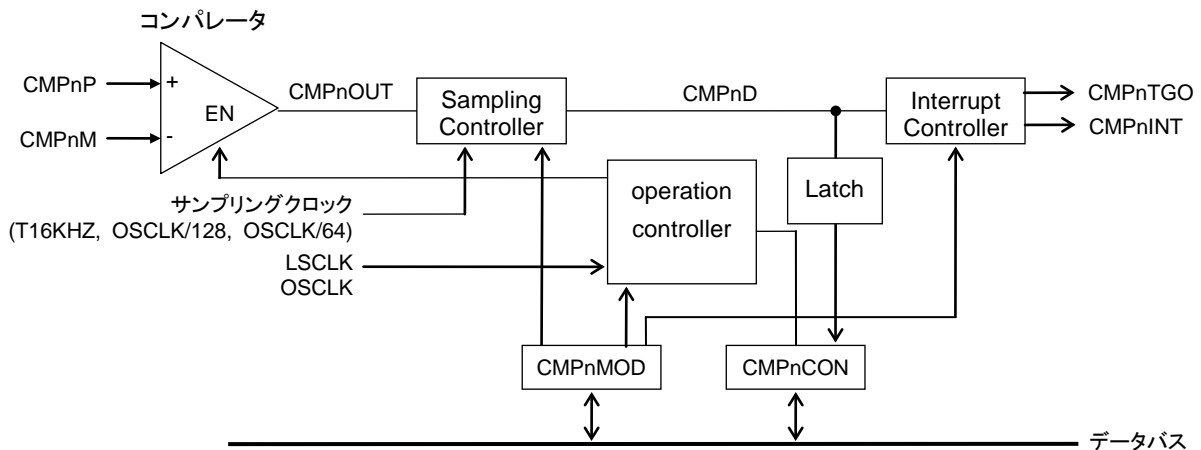 コンパレータ
CMPnP
+
CMPnOUT
Sampling
Controller
CMPnD
Interrupt
Controller
CMPnTGO
CMPnINT
EN
CMPnM
-
operation
controller
Latch
サンプリングクロック
(T16KHZ, OSCLK/128, OSCLK/64)
LSCLK
OSCLK
CMPnMOD
CMPnCON
データバス